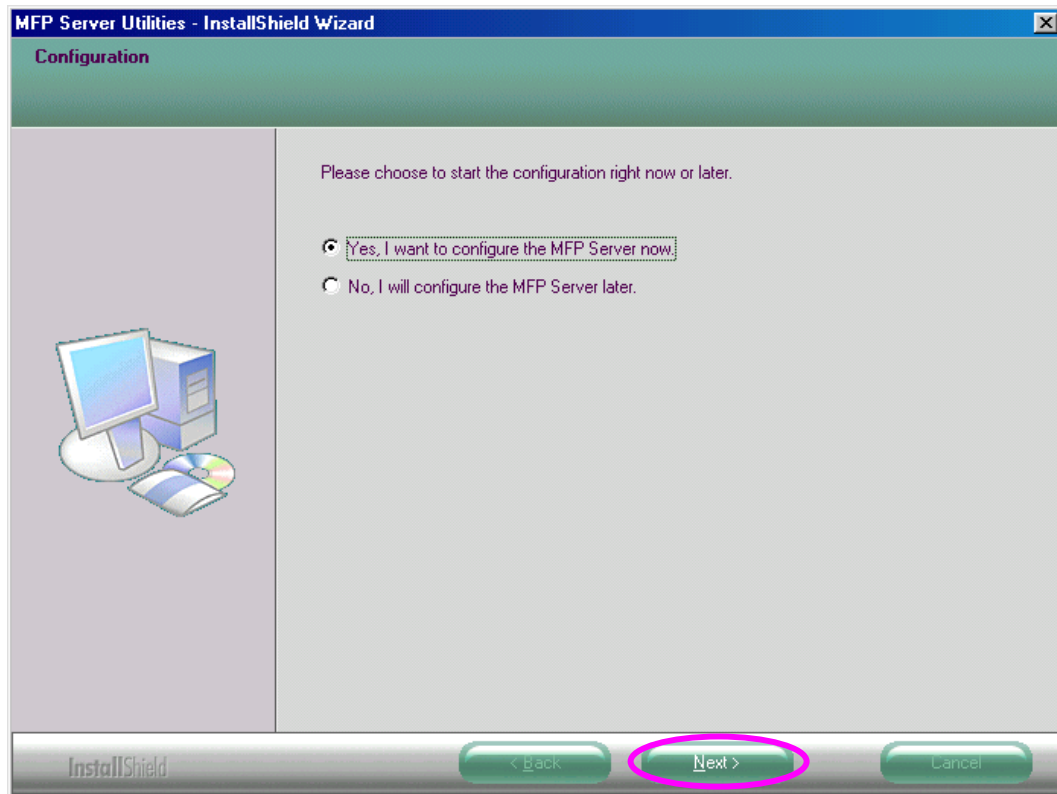 MFP Server Utilities - InstallShield Wizard
Configuration
Please choose to start the configuration right now or later.
Yes, I want to configure the MFP Server now.
No, I will configure the MFP Server later.
InstallShield
< Back
Next >
Cancel